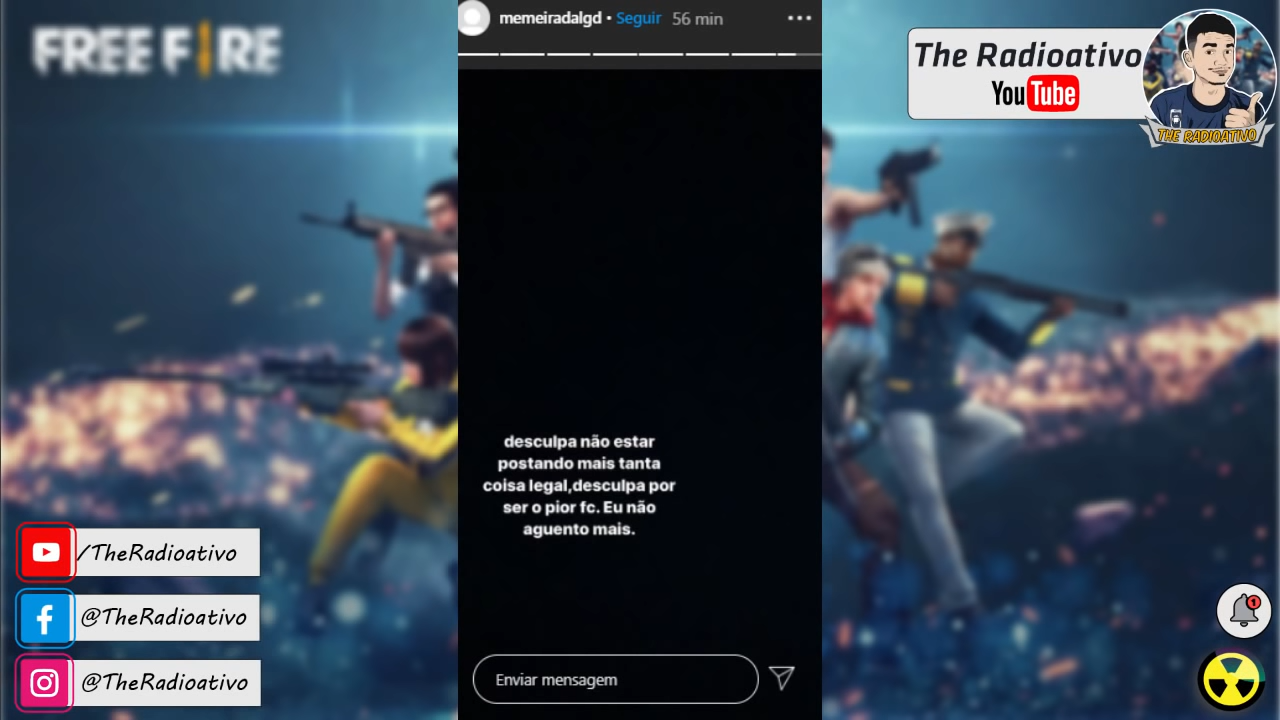 FREE FIRE
memeiradalgd • Seguir 56 min
The Radioativo
YouTube
THE RADIOATIVO
desculpa não estar
postando mais tanta
coisa legal,desculpa por
ser o pior fc. Eu não
aguento mais.
/TheRadioativo
@TheRadioativo
@TheRadioativo
1
Enviar mensagem